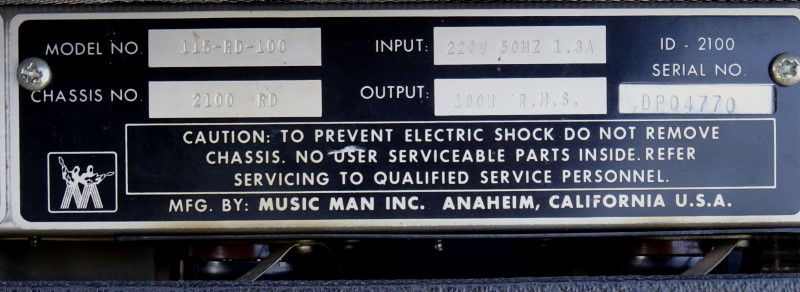 MODEL NO. 115-RD-100 INPUT: 220V 50HZ 1,3A ID - 2100
SERIAL NO.
CHASSIS NO. 2100 RD OUTPUT: 100W R.M.S. DP04770
CAUTION: TO PREVENT ELECTRIC SHOCK DO NOT REMOVE
CHASSIS. NO USER SERVICEABLE PARTS INSIDE. REFER
SERVICING TO QUALIFIED SERVICE PERSONNEL.
MFG. BY: MUSIC MAN INC. ANAHEIM, CALIFORNIA U.S.A.